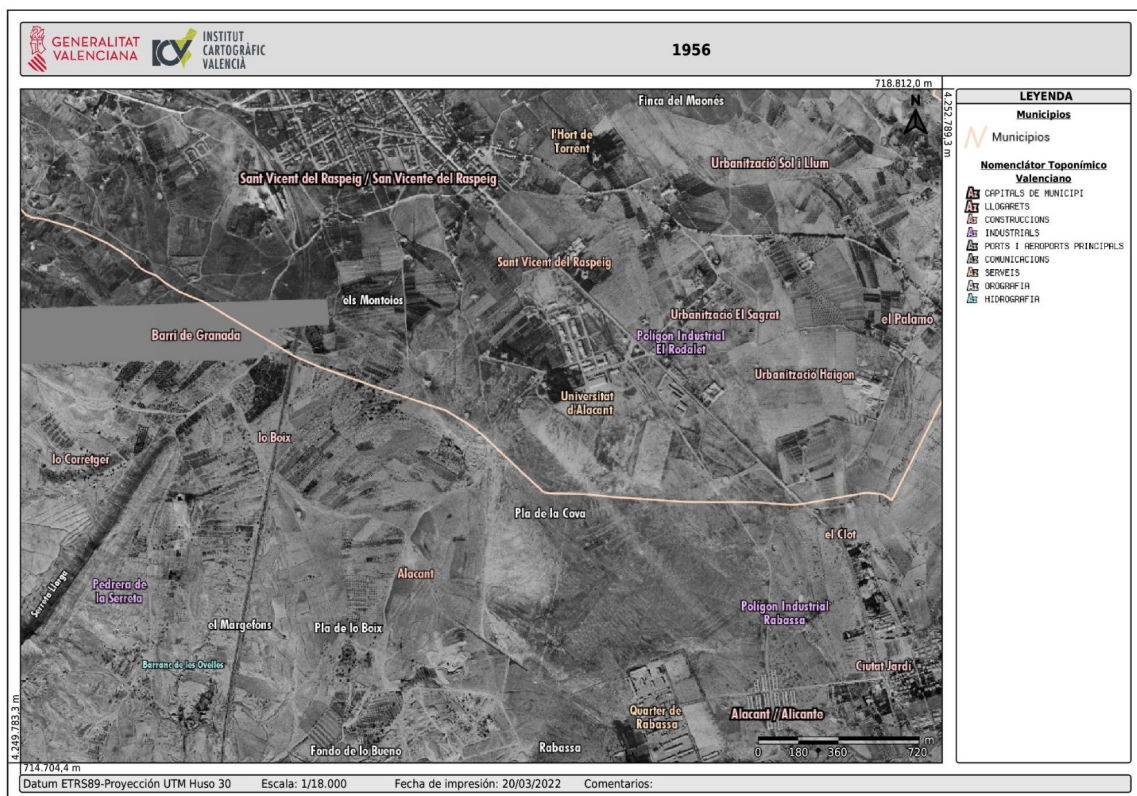 GENERALITAT
VALENCIANA
ICV
INSTITUT
CARTOGRÀFIC
VALENCIÀ
1956
718.812,0 m
4.252.789,3 m
N
Finca del Maonés
l'Hort de
Torrent
Urbanització Sol i Llum
Sant Vicent del Raspeig / San Vicente del Raspeig
Sant Vicent del Raspeig
els Montoios
Urbanització El Sagrat
el Palamó
Barri de Granada
Polígon Industrial
El Rodalet
Urbanització Haigon
Universitat
d'Alacant
lo Boix
lo Corretger
Pla de la Cova
el Clot
Serreta Llarga
Pedrera de
la Serreta
Alacant
Polígon Industrial
Rabassa
el Margefons
Pla de lo Boix
Barranc de les Ovelles
Ciutat Jardí
Quarter de
Rabassa
Alacant / Alicante
Fondo de lo Bueno
Rabassa
m
0 180 360 720
4.249.783,3 m
714.704,4 m
LEYENDA
Municipios
Municipios
Nomenclátor Toponímico
Valenciano
CAPITALS DE MUNICIPI
LLOGARETS
CONSTRUCCIONS
INDUSTRIALS
PORTS I AEROPORTS PRINCIPALS
COMUNICACIONS
SERVEIS
OROGRAFIA
HIDROGRAFIA
Datum ETRS89-Proyección UTM Huso 30 Escala: 1/18.000 Fecha de impresión: 20/03/2022 Comentarios: